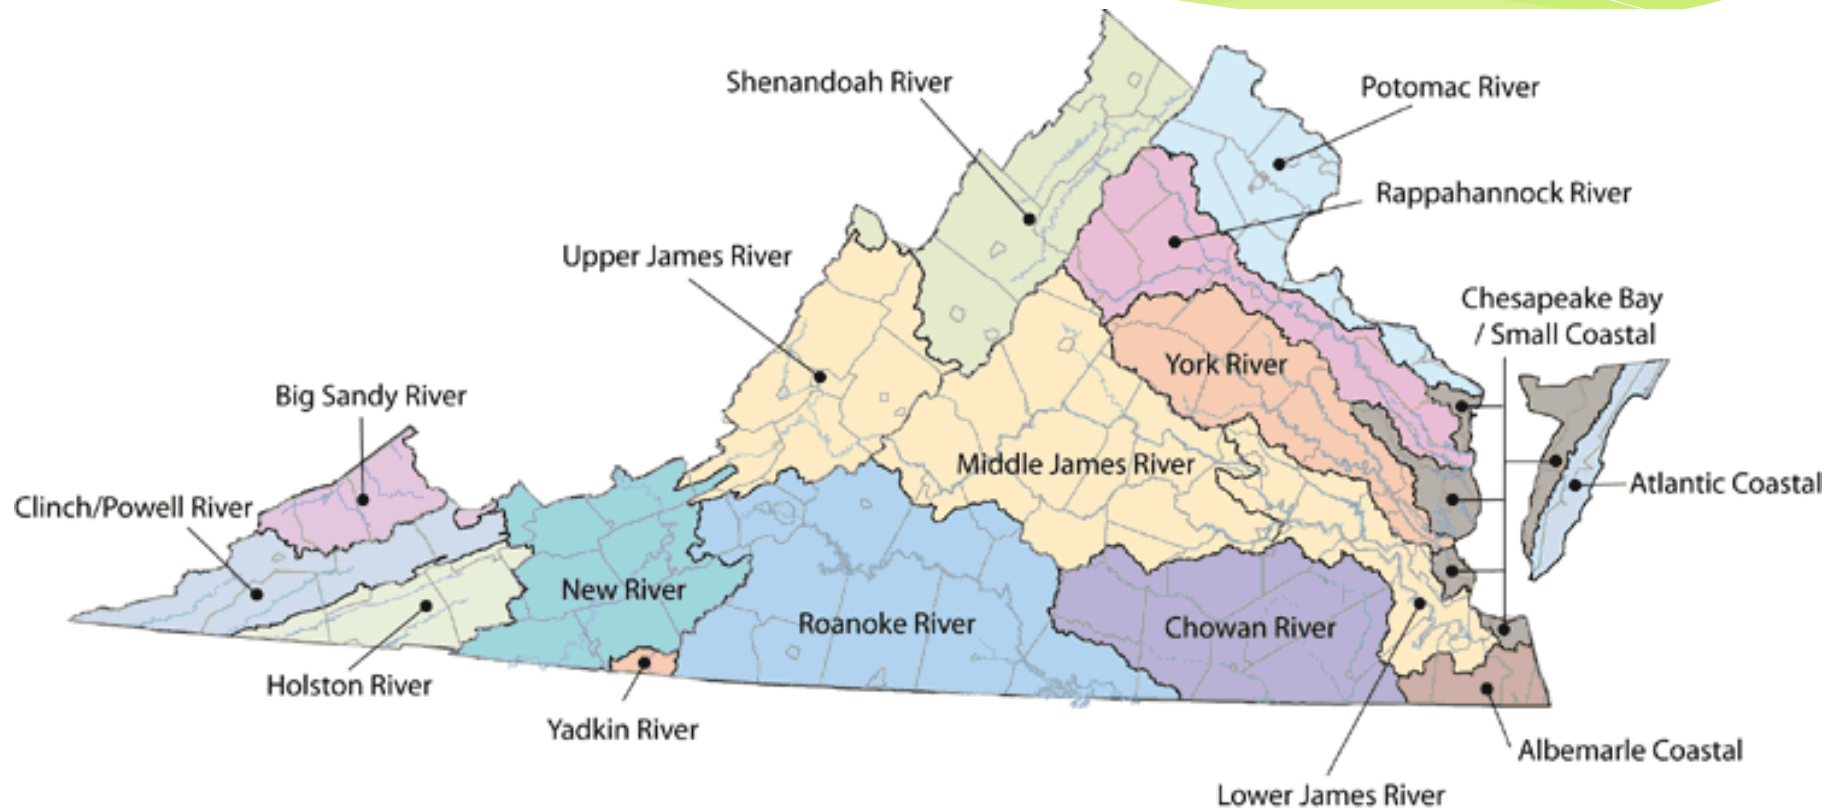 Shenandoah River
Potomac River
Rappahannock River
Upper James River
Chesapeake Bay
/ Small Coastal
York River
Big Sandy River
Middle James River
Atlantic Coastal
Clinch/Powell River
New River
Roanoke River
Chowan River
Holston River
Yadkin River
Albemarle Coastal
Lower James River